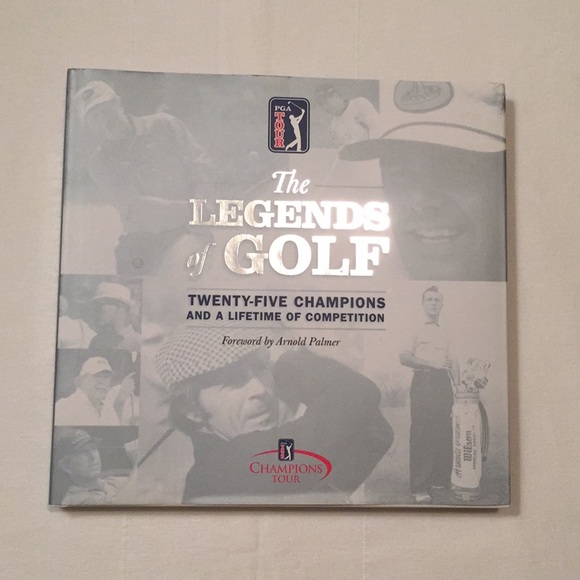 PGA
TOUR
The
LEGENDS
of GOLF
TWENTY-FIVE CHAMPIONS
AND A LIFETIME OF COMPETITION
Foreword by Arnold Palmer
CHAMPIONS
TOUR
Wilson